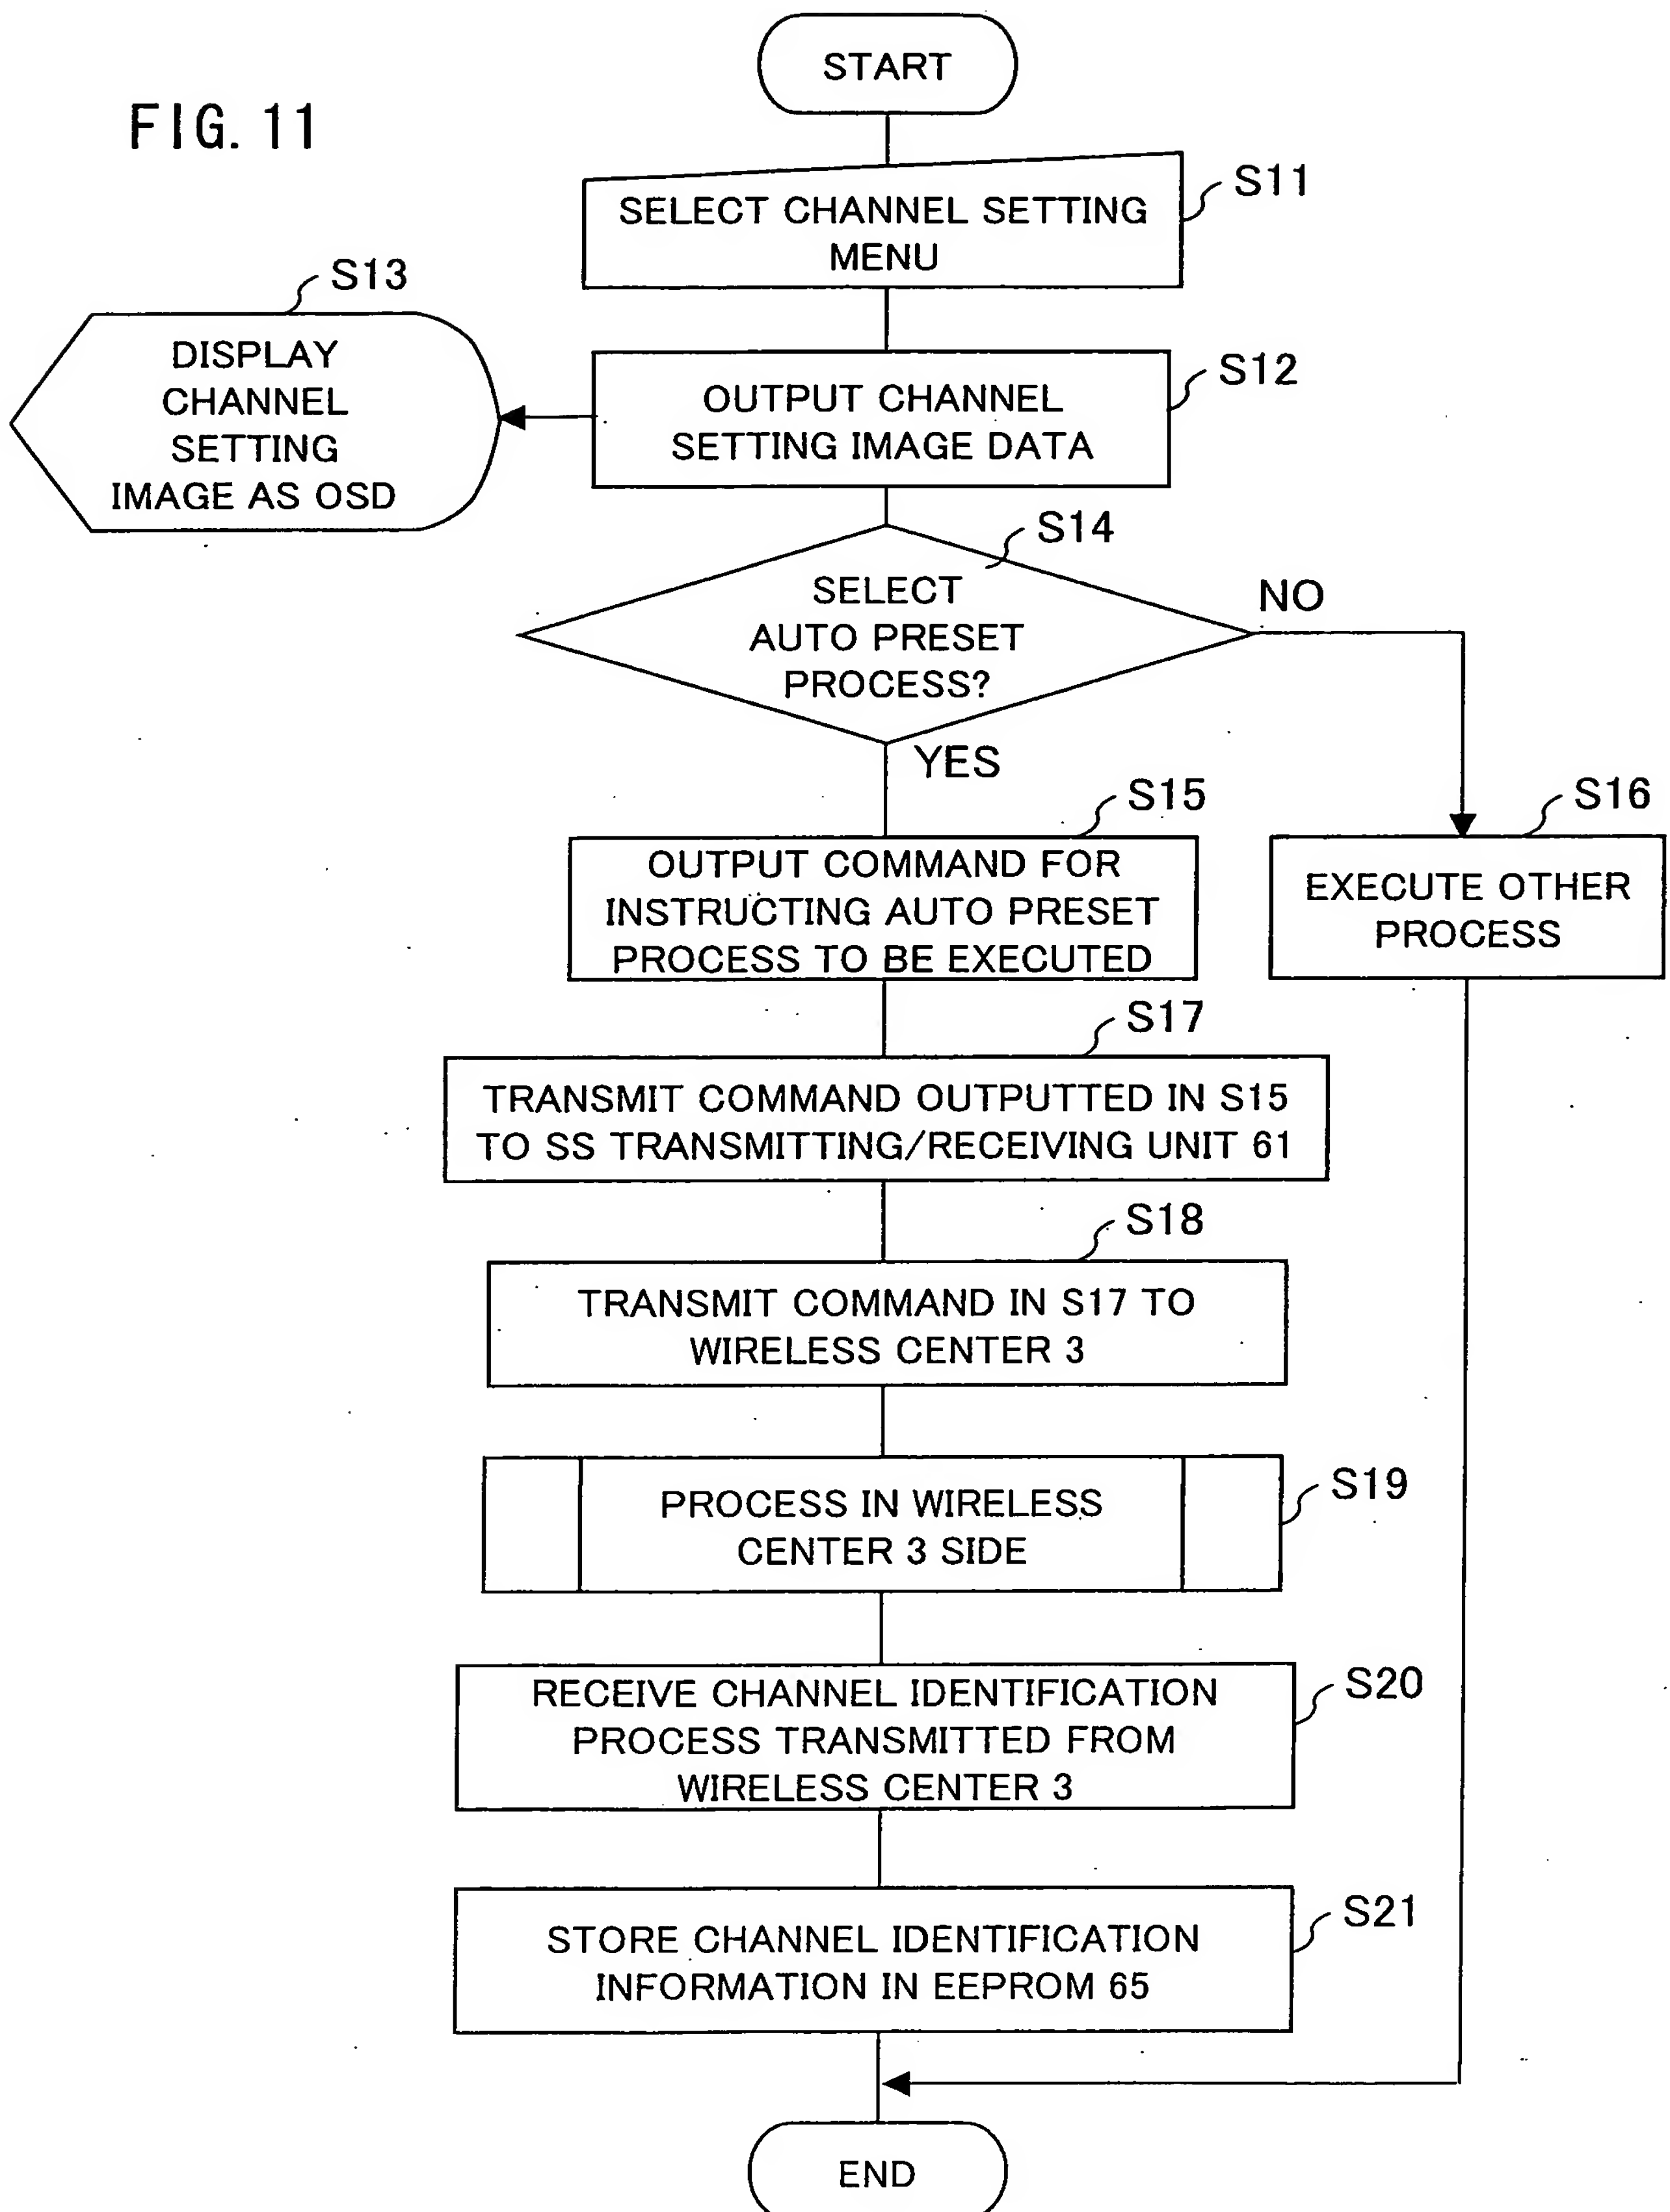 START
FIG. 11
S11
SELECT CHANNEL SETTING
MENU
S13
DISPLAY
CHANNEL
SETTING
IMAGE AS OSD
S12
OUTPUT CHANNEL
SETTING IMAGE DATA
S14
SELECT
AUTO PRESET
PROCESS?
NO
YES
S15
OUTPUT COMMAND FOR
INSTRUCTING AUTO PRESET
PROCESS TO BE EXECUTED
S16
EXECUTE OTHER
PROCESS
S17
TRANSMIT COMMAND OUTPUTTED IN S15
TO SS TRANSMITTING/RECEIVING UNIT 61
S18
TRANSMIT COMMAND IN S17 TO
WIRELESS CENTER 3
S19
PROCESS IN WIRELESS
CENTER 3 SIDE
S20
RECEIVE CHANNEL IDENTIFICATION
PROCESS TRANSMITTED FROM
WIRELESS CENTER 3
S21
STORE CHANNEL IDENTIFICATION
INFORMATION IN EEPROM 65
END